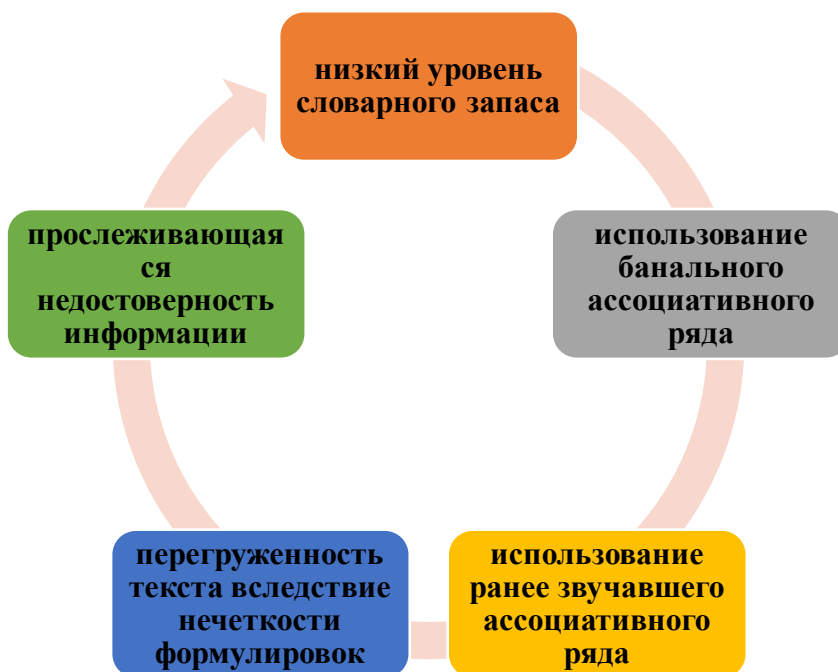 низкий уровень
словарного запаса
использование
банального
ассоциативного
ряда
использование
ранее звучавшего
ассоциативного
ряда
перегруженность
текста вследствие
нечеткости
формулировок
прослеживающая
ся
недостоверность
информации